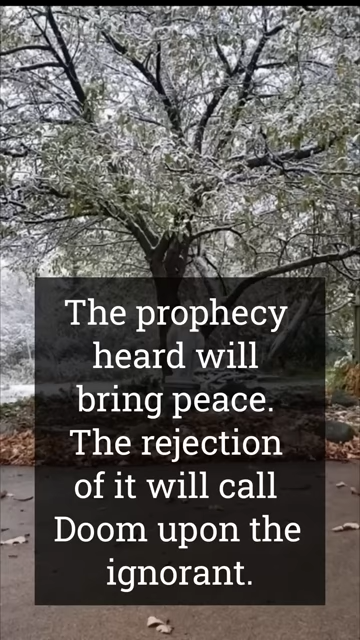 The prophecy
heard will
bring peace.
The rejection
of it will call
Doom upon the
ignorant.